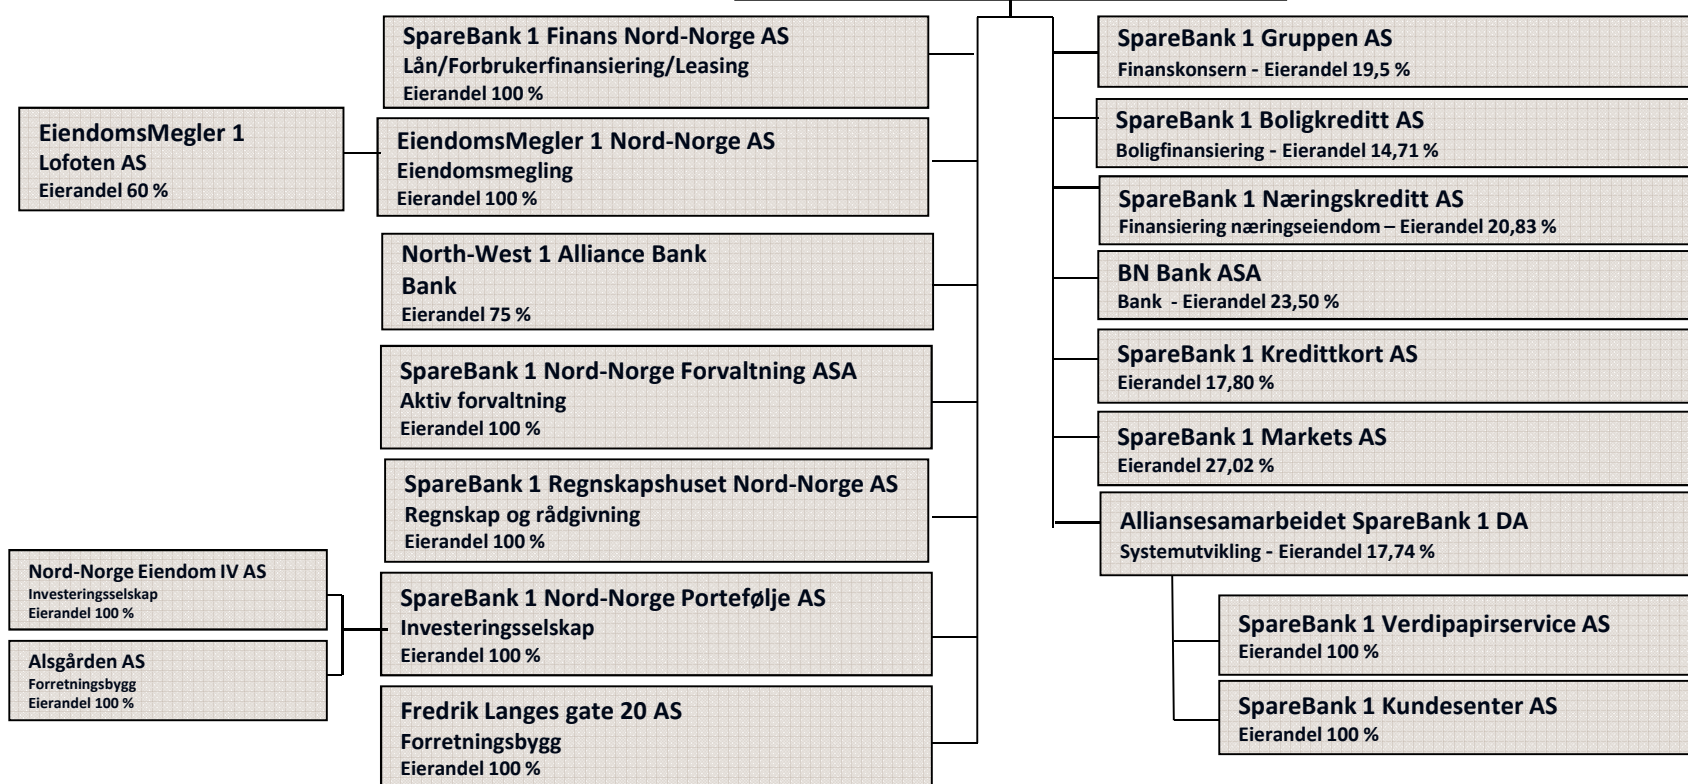 SpareBank 1 Finans Nord-Norge AS
Lån/Forbrukerfinansiering/Leasing
Eierandel 100 %
EiendomsMegler 1
Lofoten AS
Eierandel 60 %
EiendomsMegler 1 Nord-Norge AS
Eiendomsmegling
Eierandel 100 %
North-West 1 Alliance Bank
Bank
Eierandel 75 %
SpareBank 1 Nord-Norge Forvaltning ASA
Aktiv forvaltning
Eierandel 100 %
SpareBank 1 Regnskapshuset Nord-Norge AS
Regnskap og rådgivning
Eierandel 100 %
Nord-Norge Eiendom IV AS
Investeringsselskap
Eierandel 100 %
Alsgården AS
Forretningsbygg
Eierandel 100 %
SpareBank 1 Nord-Norge Portefølje AS
Investeringsselskap
Eierandel 100 %
Fredrik Langes gate 20 AS
Forretningsbygg
Eierandel 100 %
SpareBank 1 Gruppen AS
Finanskonsern - Eierandel 19,5 %
SpareBank 1 Boligkreditt AS
Boligfinansiering - Eierandel 14,71 %
SpareBank 1 Næringskreditt AS
Finansiering næringseiendom – Eierandel 20,83 %
BN Bank ASA
Bank - Eierandel 23,50 %
SpareBank 1 Kredittkort AS
Eierandel 17,80 %
SpareBank 1 Markets AS
Eierandel 27,02 %
Alliansesamarbeidet SpareBank 1 DA
Systemutvikling - Eierandel 17,74 %
SpareBank 1 Verdipapirservice AS
Eierandel 100 %
SpareBank 1 Kundesenter AS
Eierandel 100 %